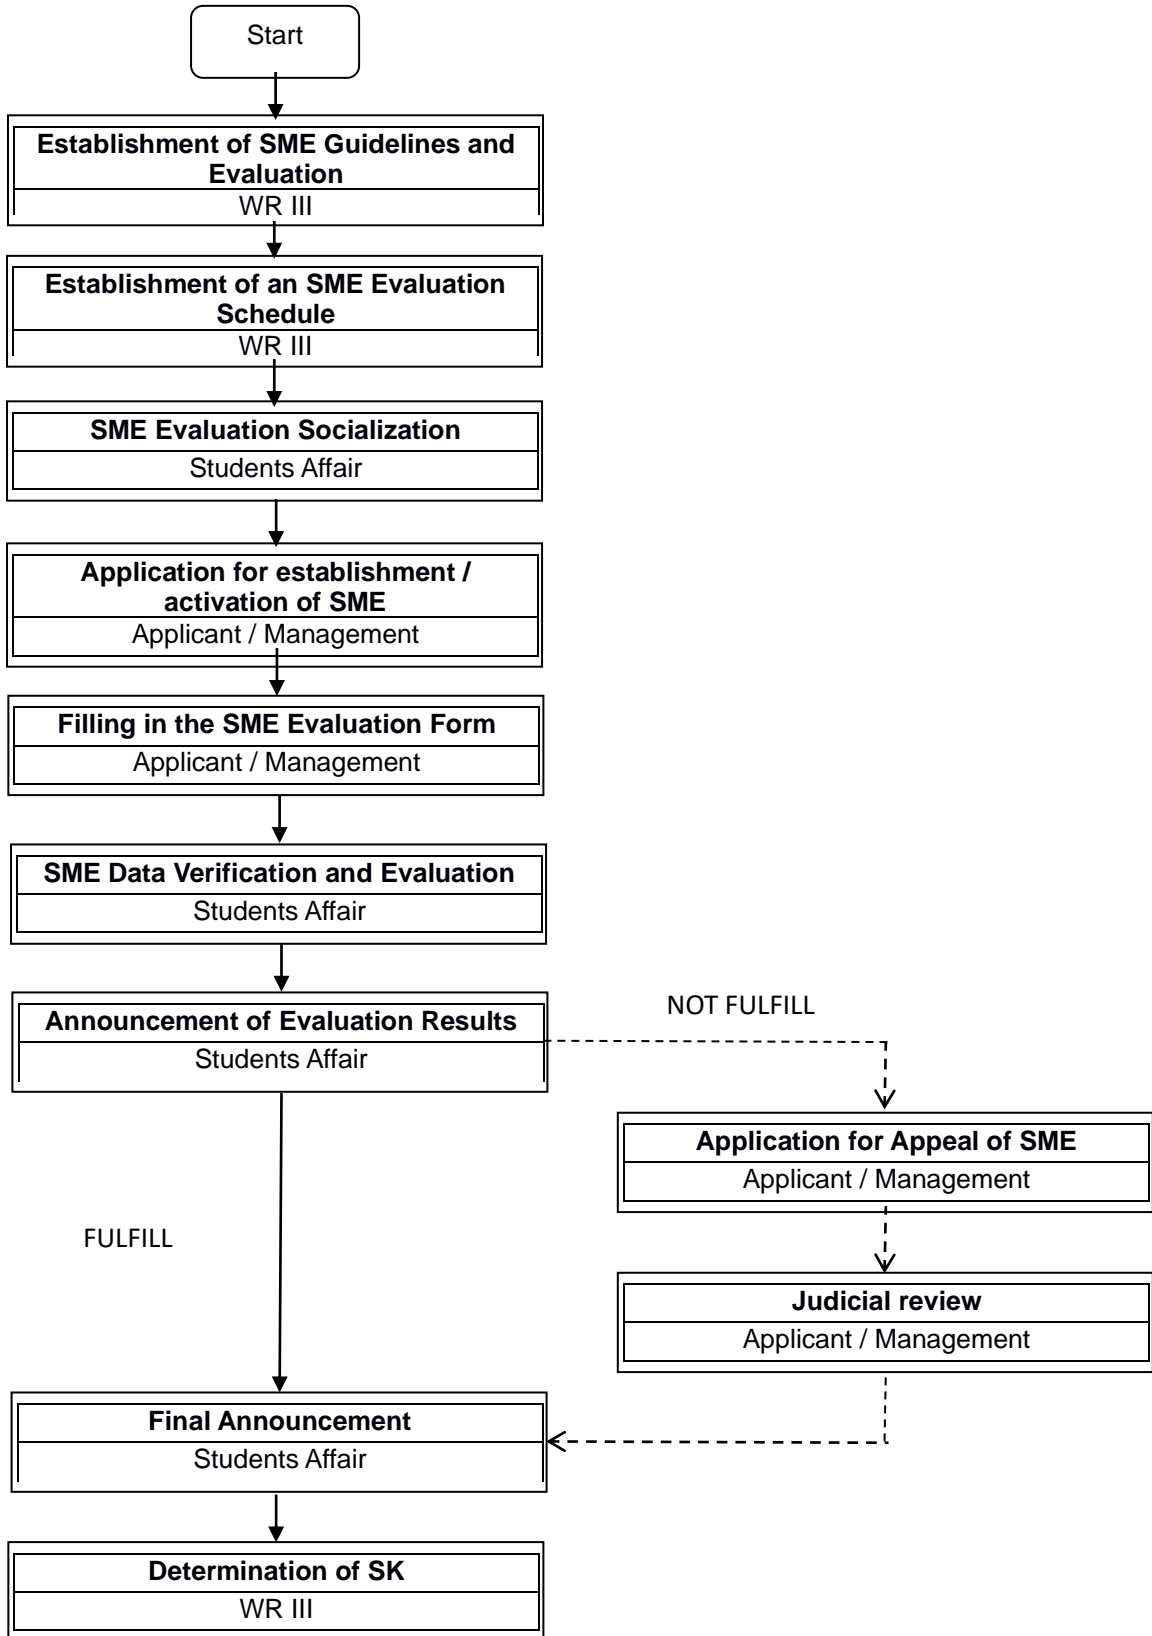 Start
Establishment of SME Guidelines and
Evaluation
WR III
Establishment of an SME Evaluation
Schedule
WR III
SME Evaluation Socialization
Students Affair
Application for establishment /
activation of SME
Applicant / Management
Filling in the SME Evaluation Form
Applicant / Management
SME Data Verification and Evaluation
Students Affair
Announcement of Evaluation Results
Students Affair
NOT FULFILL
Application for Appeal of SME
Applicant / Management
FULFILL
Judicial review
Applicant / Management
Final Announcement
Students Affair
Determination of SK
WR III